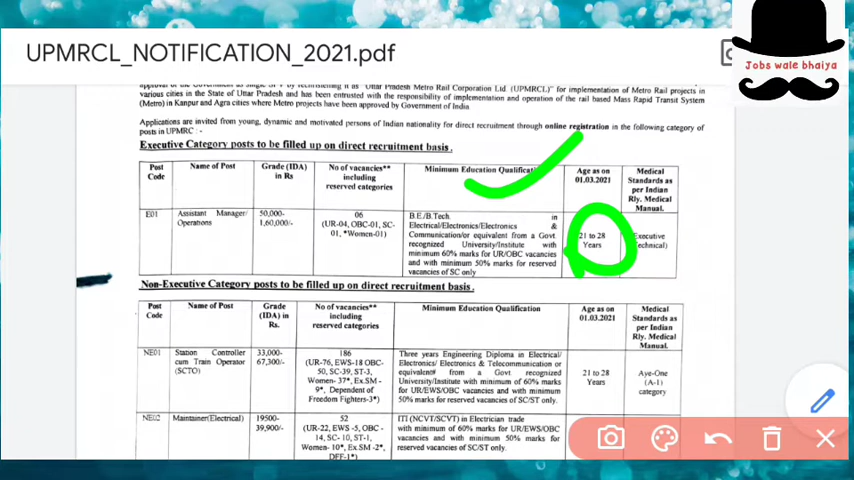 Jobs wale bhaiya
UPMRCL_NOTIFICATION_2021.pdf
various cities in the State of Uttar Pradesh and has been entrusted with the responsibility of implementation and operation of the rail based Mass Rapid Transit System
(Metro) in Kanpur and Agra cities where Metro projects have been approved by Government of India
Applications are invited from young, dynamic and motivated persons of Indian nationality for direct recruitment through online registration in the following category of
posts in UPMRC : -
Executive Category posts to be filled up on direct recruitment basis.
Post Code
Name of Post
Grade (IDA) in Rs
No of vacancies** including reserved categories
Minimum Education
Age as on 01.03.2021
Medical Standards as per Indian Rly. Medical Manual.
E01
Assistant Manager/ Operations
50,000-
1,60,000/-
06
(UR-04, OBC-01, SC-
01, *Women-01)
B.E/B.Tech. in
Electrical/Electronics/Electronics &
Communication/or equivalent from a Govt.
recognized University/Institute with
minimum 60% marks for UR/OBC vacancies
and with minimum 50% marks for reserved
vacancies of SC only
21 to 28
Years
Executive
Technical)
Non-Executive Category posts to be filled up on direct recruitment basis.
Post Code
Name of Post
Grade (IDA) in Rs.
No of vacancies** including reserved categories
Minimum Education Qualification
Age as on 01.03.2021
Medical Standards as per Indian Rly. Medical Manual.
NE01
Station Controller
cum Train Operator
(SCTO)
33,000-
67,300/-
186
(UR-76, EWS-18 OBC-
50, SC-39, ST-3,
Women- 37*, Ex.SM -
9*, Dependent of
Freedom Fighters-3*)
Three years Engineering Diploma in Electrical/
Electronics/ Electronics & Telecommunication or
equivalent from a Govt recognized
University/Institute with minimum of 60% marks
for UR/EWS/OBC vacancies and with minimum
50% marks for reserved vacancies of SC/ST only.
21 to 28
Years
Aye-One
(A-1)
category
NE02
Maintainer(Electrical)
19500-
39,900/-
52
(UR-22, EWS -5, OBC -
14, SC- 10, ST-1,
Women- 10*, Ex.SM -2*,
DFF-1*)
ITI (NCVT/SCVT) in Electrician trade
with minimum of 60% marks for UR/EWS/OBC
vacancies and with minimum 50% marks for
reserved vacancies of SC/ST only.